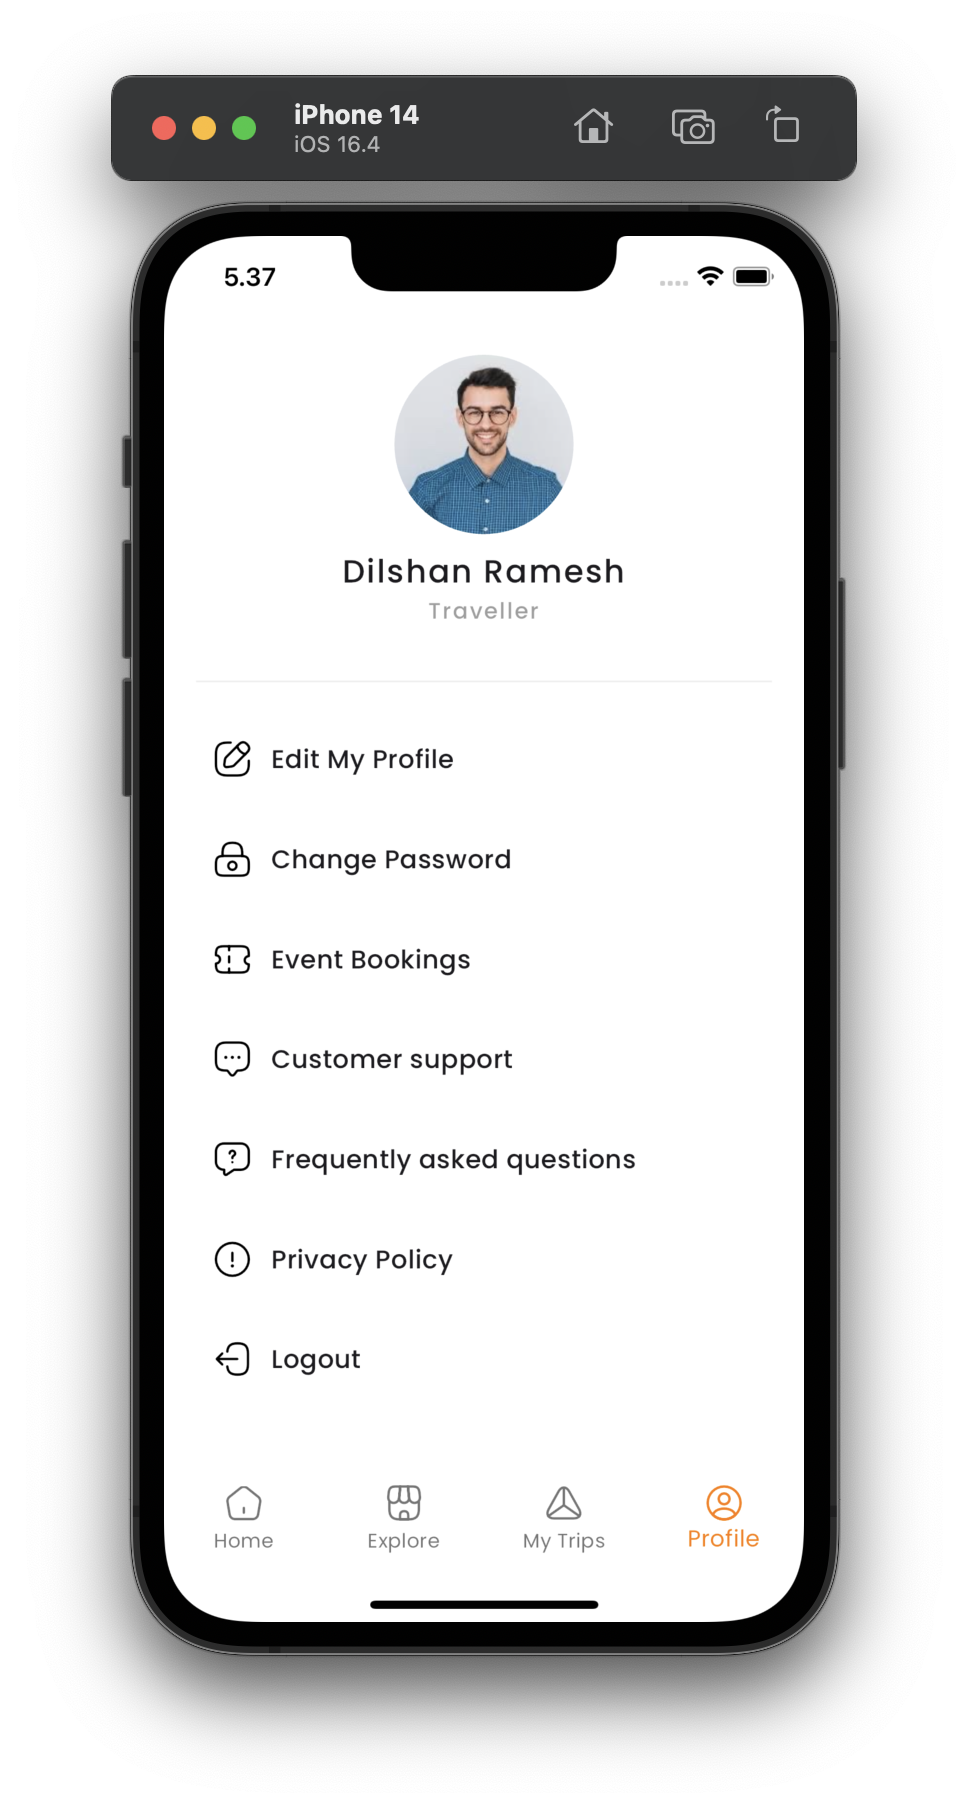 iPhone 14
iOS 16.4
5.37
Dilshan Ramesh
Traveller
Edit My Profile
Change Password
Event Bookings
Customer support
Frequently asked questions
Privacy Policy
Logout
Home
Explore
My Trips
Profile